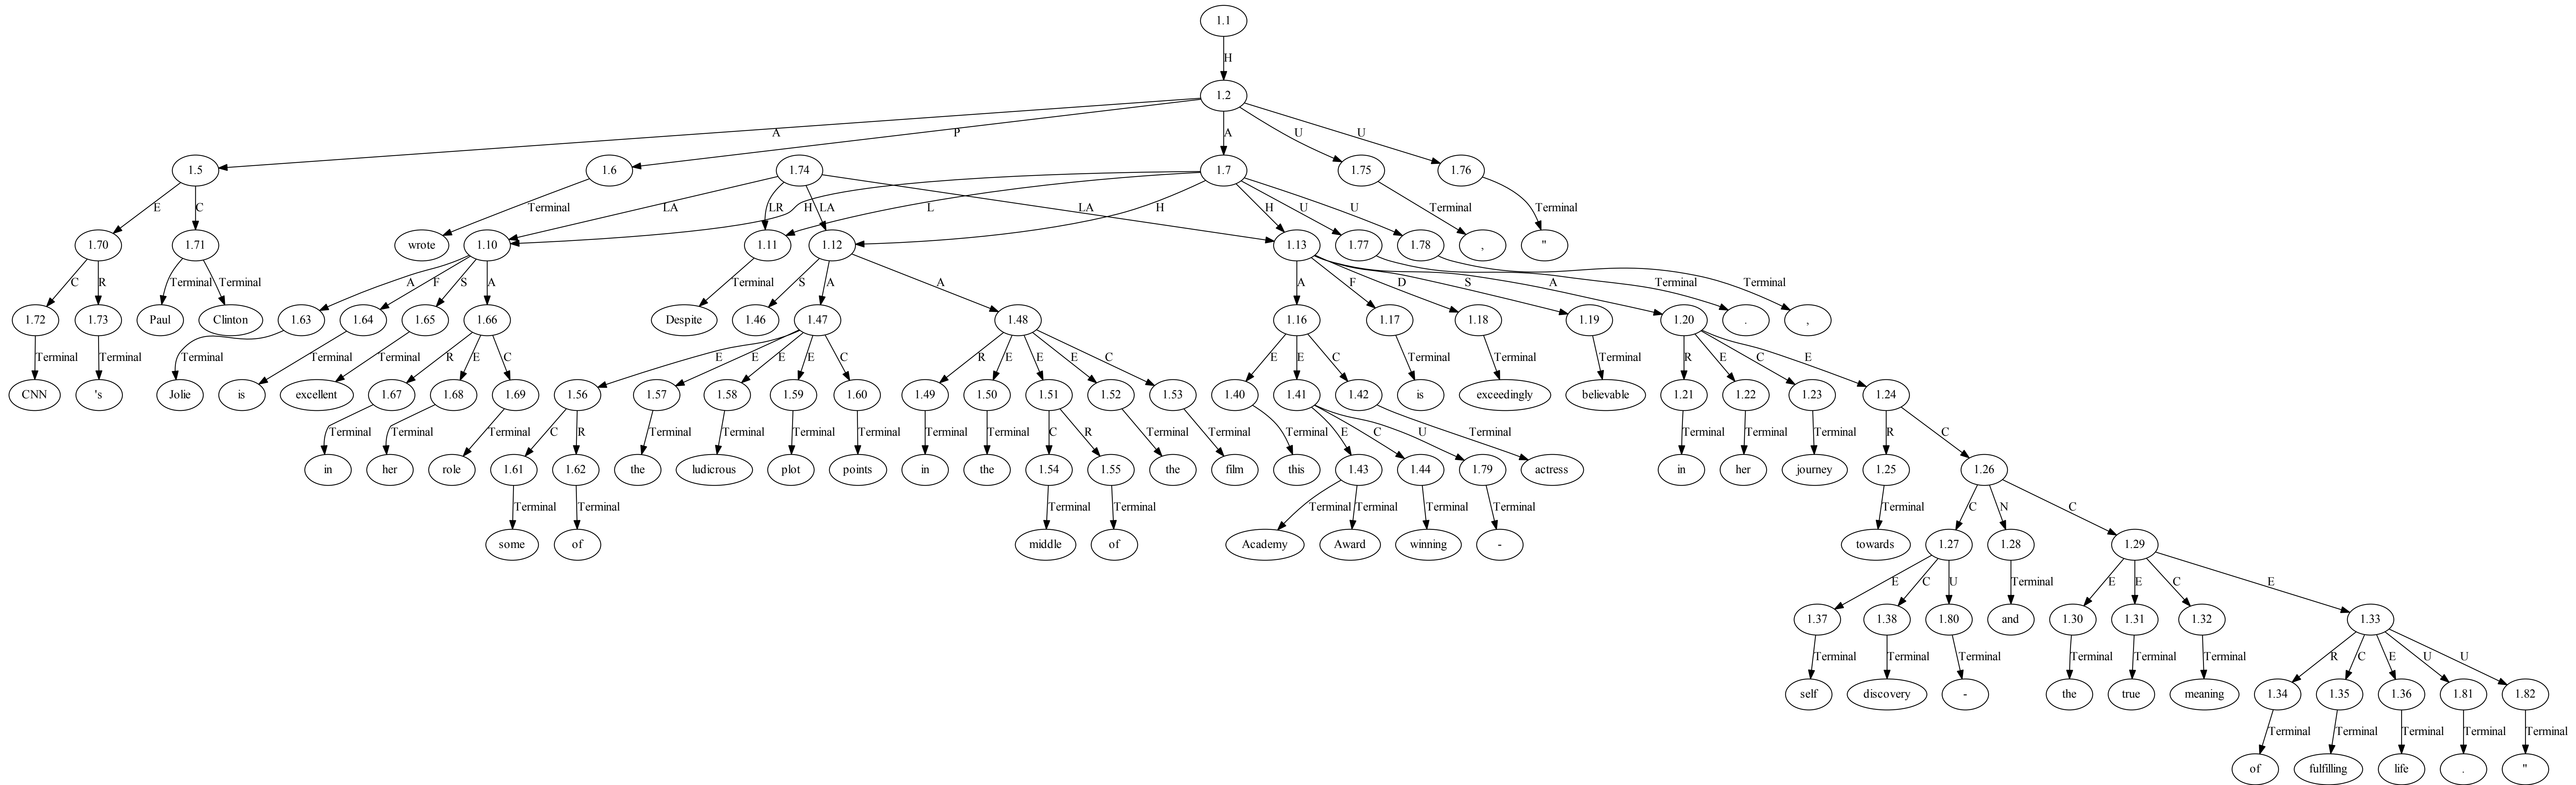 1.1
H
1.2
A P A U U
1.5 1.6 1.74 1.7 1.75 1.76
E C Terminal LA LR LA H L LA H H U U Terminal Terminal
1.70 1.71 wrote 1.10 1.11 1.12 1.13 1.77 1.78 , "
C R Terminal Terminal A F S A Terminal S A A A F D S A Terminal Terminal
1.72 1.73 Paul Clinton 1.63 1.64 1.65 1.66 Despite 1.46 1.47 1.48 1.16 1.17 1.18 1.19 1.20 . ,
Terminal Terminal Terminal Terminal Terminal R E C E E E E C R E E E C E E C Terminal Terminal Terminal R E C E
CNN 's Jolie is excellent 1.67 1.68 1.69 1.56 1.57 1.58 1.59 1.60 1.49 1.50 1.51 1.52 1.53 1.40 1.41 1.42 is exceedingly believable 1.21 1.22 1.23 1.24
Terminal Terminal Terminal C R Terminal Terminal Terminal Terminal Terminal Terminal C R Terminal Terminal Terminal E C U Terminal Terminal Terminal Terminal R C
in her role 1.61 1.62 the ludicrous plot points in the 1.54 1.55 the film this 1.43 1.44 1.79 actress in her journey 1.25 1.26
Terminal Terminal Terminal Terminal Terminal Terminal Terminal Terminal Terminal C N C
some of middle of Academy Award winning - towards 1.27 1.28 1.29
E C U Terminal E E C E
1.37 1.38 1.80 and 1.30 1.31 1.32 1.33
Terminal Terminal Terminal Terminal Terminal Terminal R C E U U
self discovery - the true meaning 1.34 1.35 1.36 1.81 1.82
Terminal Terminal Terminal Terminal Terminal
of fulfilling life . "